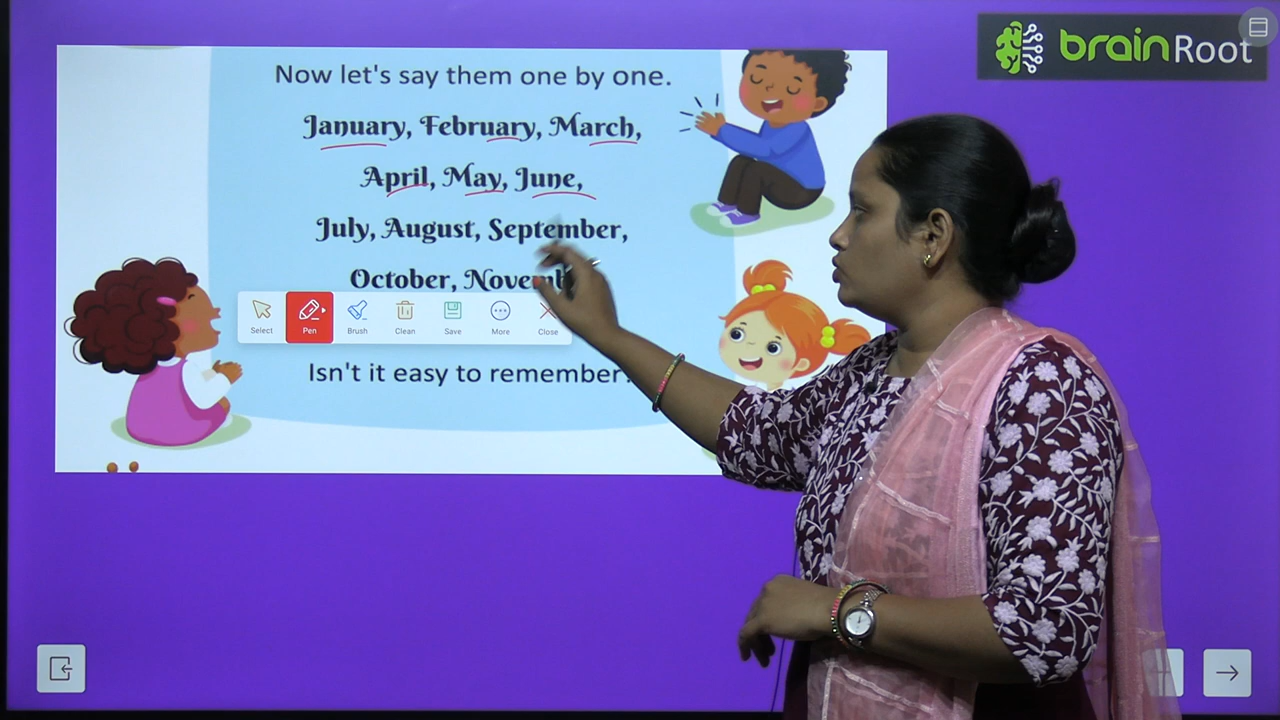 brainRoot
Now let's say them one by one.
January, February, March,
April, May, June,
July, August, September,
October,
Select Pen Brush Clean Save More Close
Isn't it easy to remember